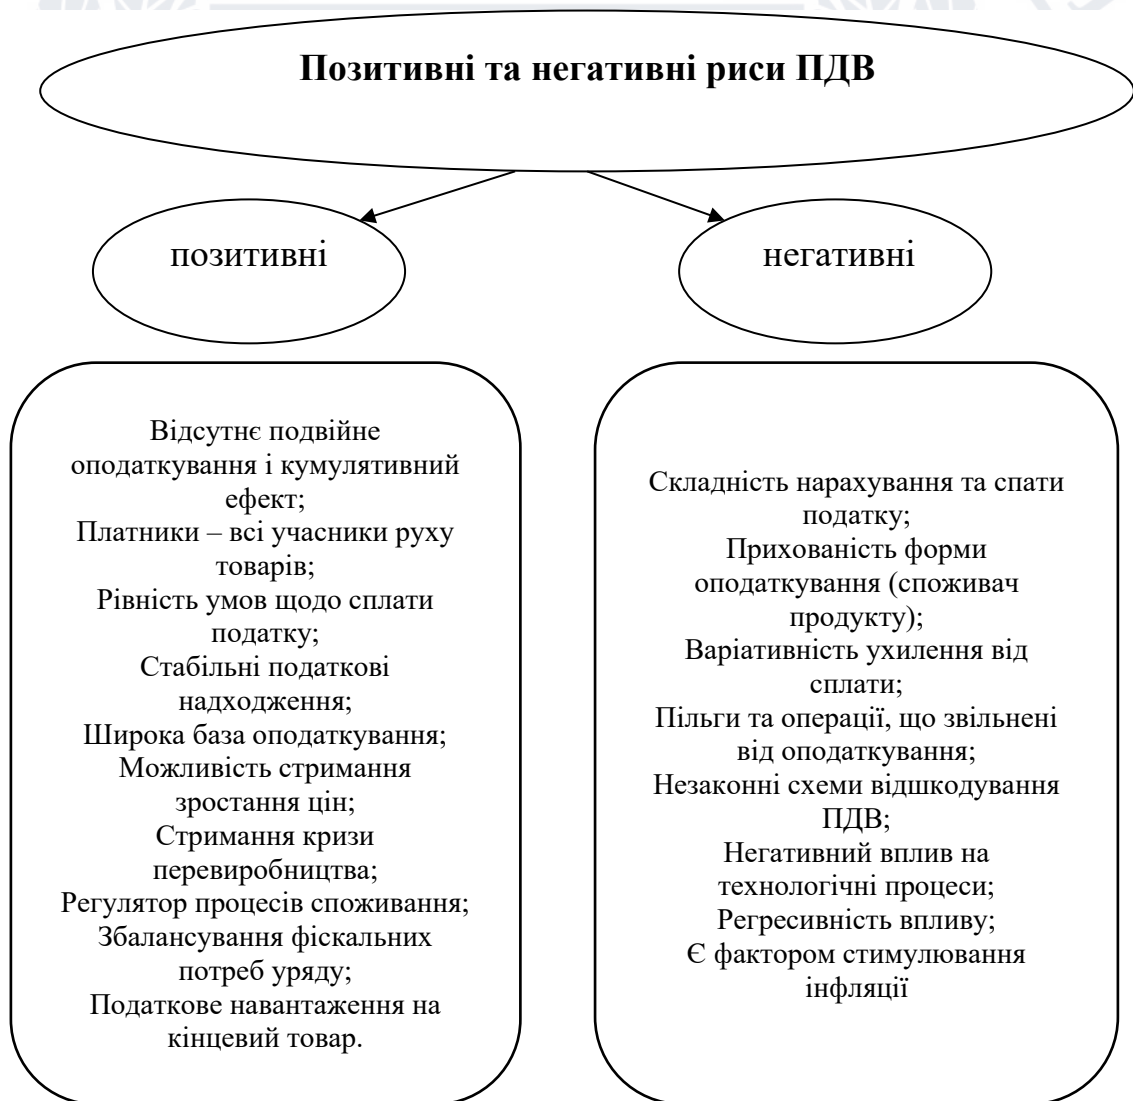 Позитивні та негативні риси ПДВ
позитивні
негативні
Відсутнє подвійне
оподаткування і кумулятивний
ефект;
Платники – всі учасники руху
товарів;
Рівність умов щодо сплати
податку;
Стабільні податкові
надходження;
Широка база оподаткування;
Можливість стримання
зростання цін;
Стримання кризи
перевиробництва;
Регулятор процесів споживання;
Збалансування фіскальних
потреб уряду;
Податкове навантаження на
кінцевий товар.
Складність нарахування та спати
податку;
Прихованість форми
оподаткування (споживач
продукту);
Варіативність ухилення від
сплати;
Пільги та операції, що звільнені
від оподаткування;
Незаконні схеми відшкодування
ПДВ;
Негативний вплив на
технологічні процеси;
Регресивність впливу;
Є фактором стимулювання
інфляції